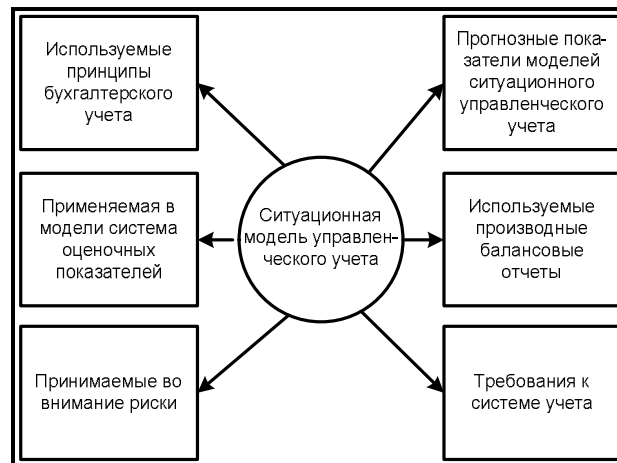 Используемые
принципы
бухгалтерского
учета
Прогнозные пока-
затели моделей
ситуационного
управленческого
учета
Применяемая в
модели система
оценочных
показателей
Ситуационная
модель управлен-
ческого учета
Используемые
производные
балансовые
отчеты
Принимаемые во
внимание риски
Требования к
системе учета